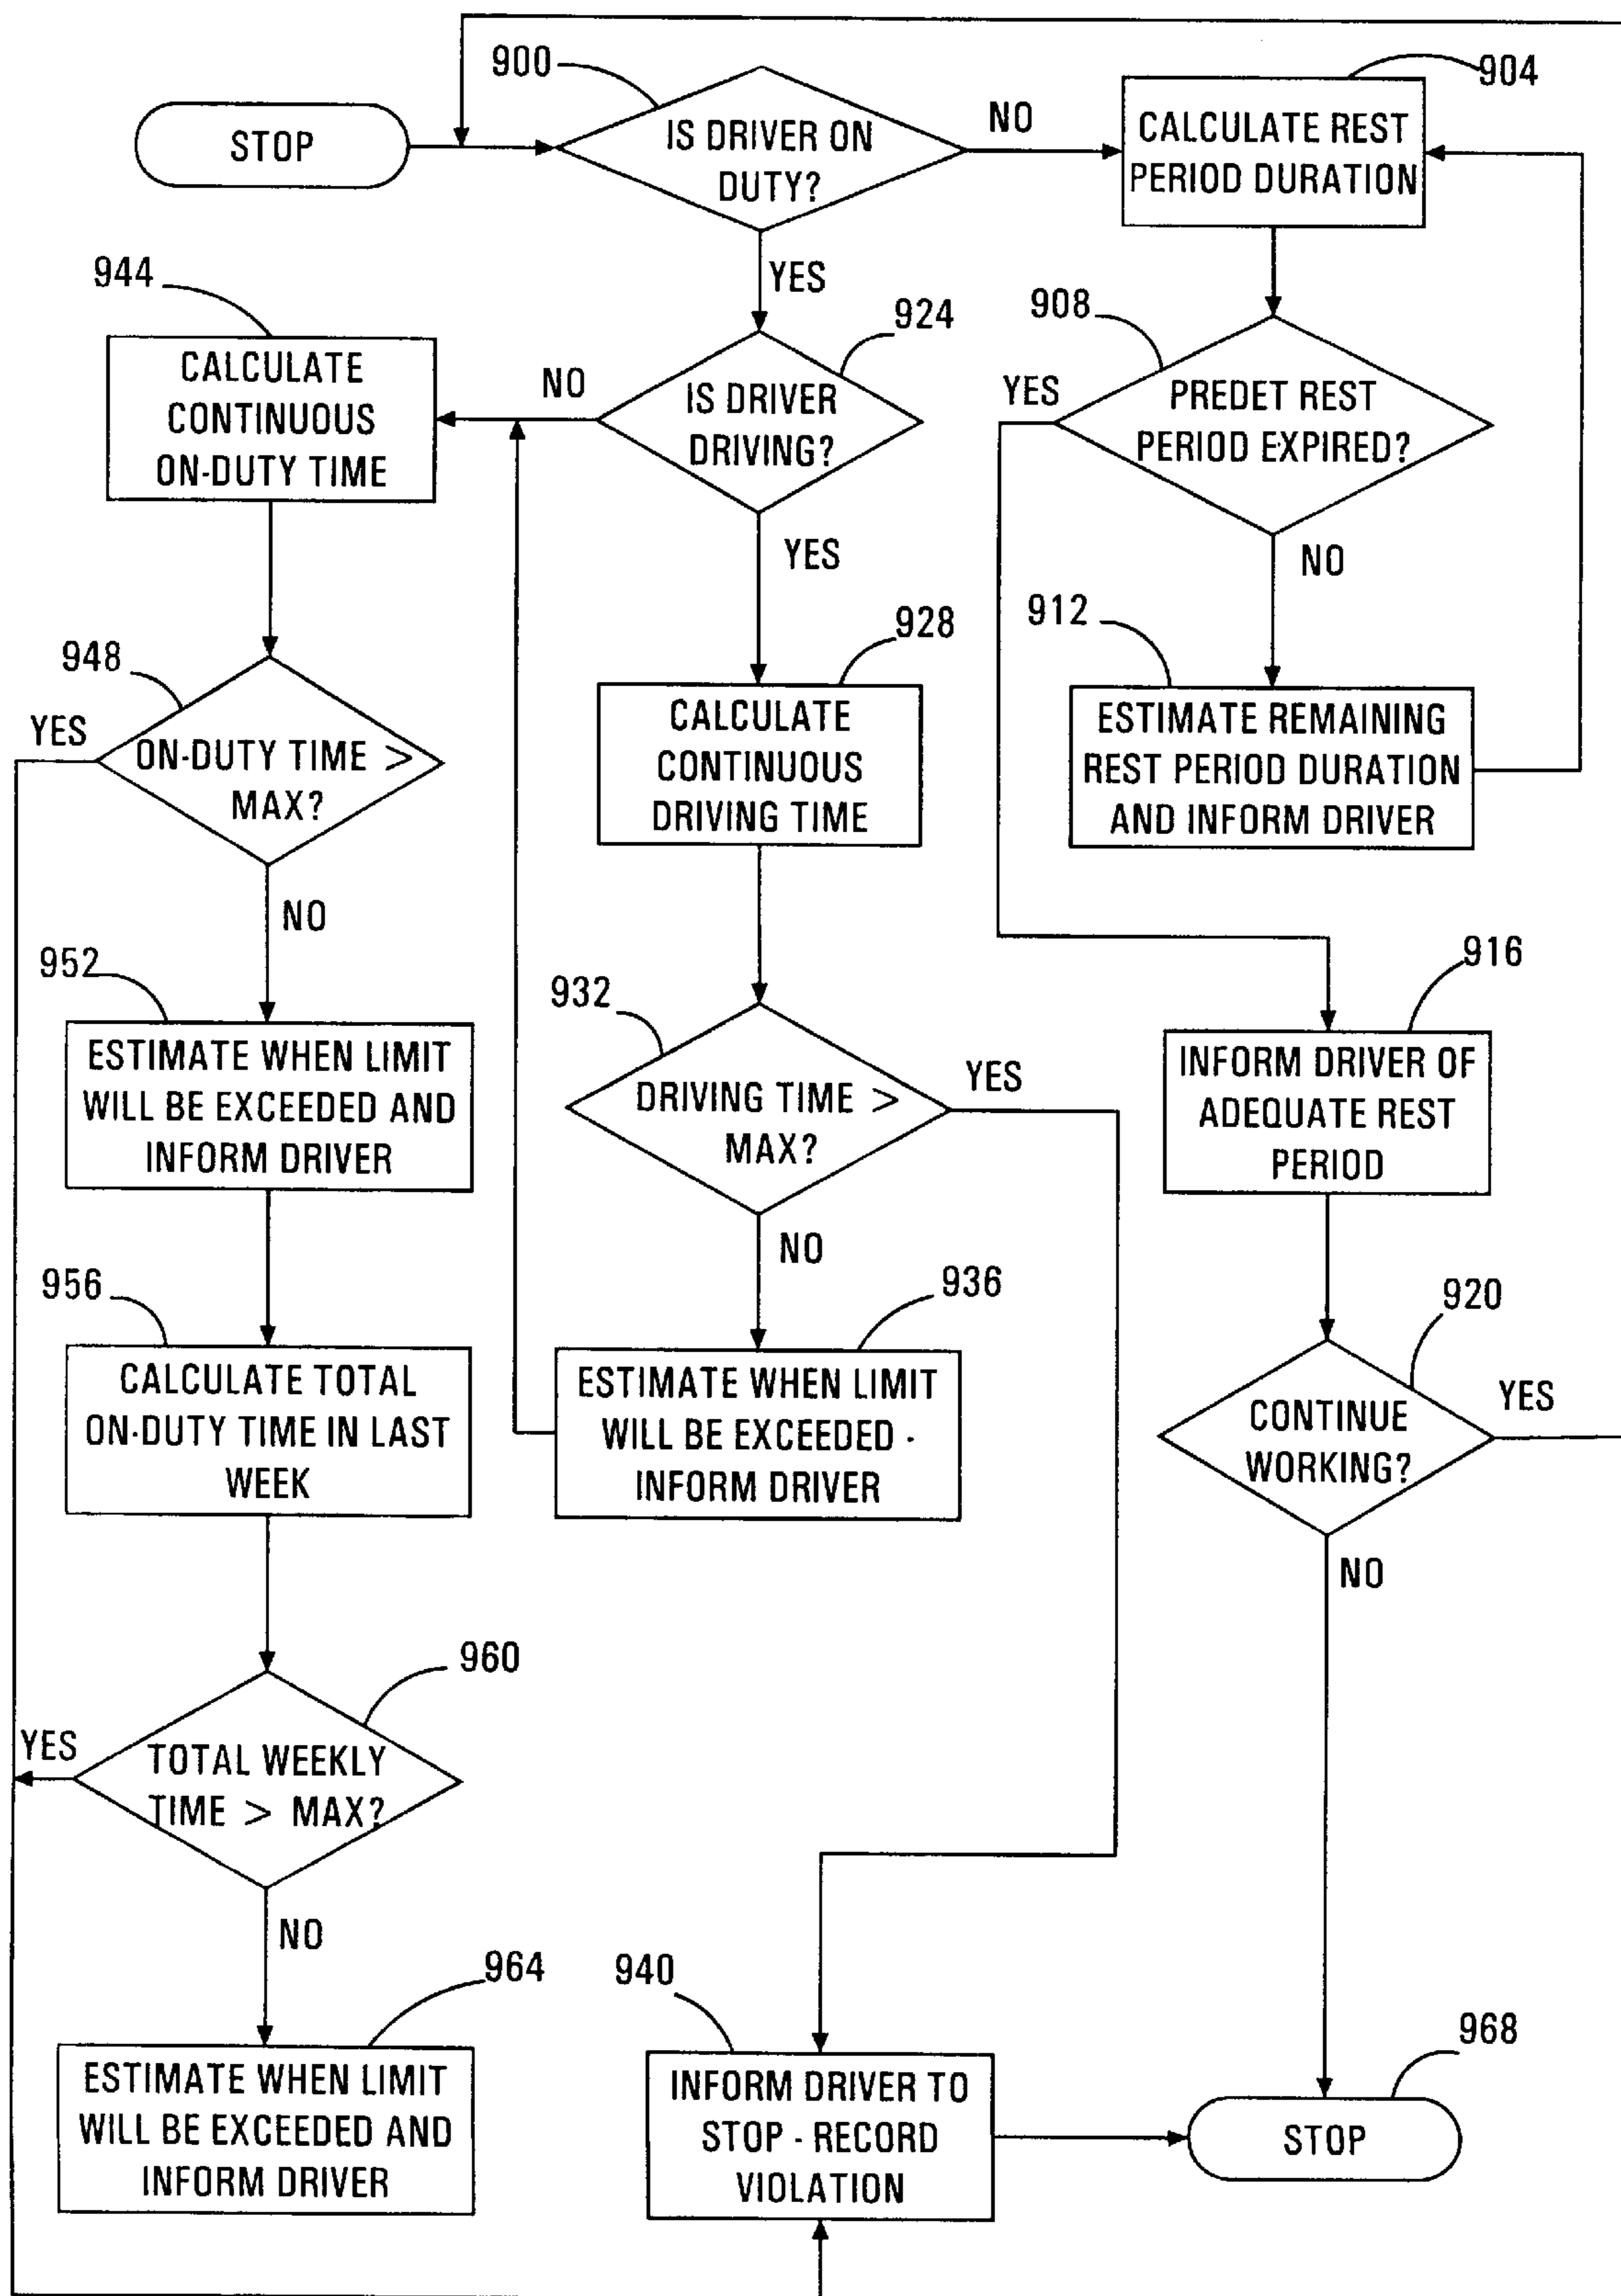 900
904
STOP
IS DRIVER ON
DUTY?
NO
CALCULATE REST
PERIOD DURATION
YES
944
924
908
CALCULATE
CONTINUOUS
ON-DUTY TIME
NO
IS DRIVER
DRIVING?
YES
PREDET REST
PERIOD EXPIRED?
YES
NO
912
928
948
YES
ON-DUTY TIME >
MAX?
CALCULATE
CONTINUOUS
DRIVING TIME
ESTIMATE REMAINING
REST PERIOD DURATION
AND INFORM DRIVER
NO
952
932
916
ESTIMATE WHEN LIMIT
WILL BE EXCEEDED AND
INFORM DRIVER
DRIVING TIME >
MAX?
YES
INFORM DRIVER OF
ADEQUATE REST
PERIOD
NO
956
936
920
CALCULATE TOTAL
ON-DUTY TIME IN LAST
WEEK
ESTIMATE WHEN LIMIT
WILL BE EXCEEDED -
INFORM DRIVER
CONTINUE
WORKING?
YES
NO
960
YES
TOTAL WEEKLY
TIME > MAX?
NO
964
940
968
ESTIMATE WHEN LIMIT
WILL BE EXCEEDED AND
INFORM DRIVER
INFORM DRIVER TO
STOP - RECORD
VIOLATION
STOP